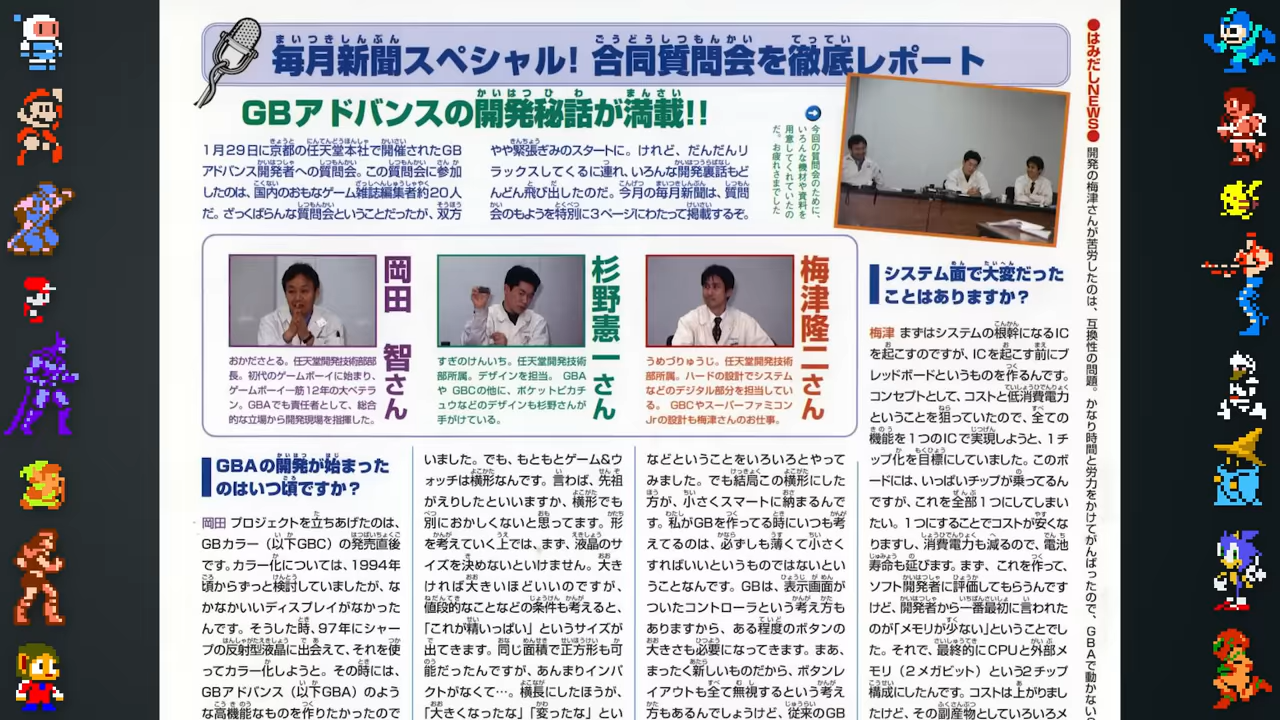 毎月新聞スペシャル! 合同質問会を徹底レポート
GBアドバンスの開発秘話が満載!!
1月29日に京都の任天堂本社で開催されたGB
アドバンス開発者への質問会。この質問会に参加
したのは、国内のおもなゲーム雑誌編集者約20人
だ。ざっくばらんな質問会ということだったが、双方
やや緊張ぎみのスタートに。けれど、だんだんリ
ラックスしてくるに連れ、いろんな開発裏話もど
んどん飛び出したのだ。今月の毎月新聞は、質問
会のもようを特別に3ページにわたって掲載するぞ。
今回の質問会のために、
いろんな機材や資料を
用意してくれていたの
だ。お疲れさまでした
岡田 智さん
おかださとる。任天堂開発技術部部
長。初代のゲームボーイに始まり、
ゲームボーイ一筋12年の大ベテラ
ン。GBAでも責任者として、総合
的な立場から開発現場を指揮した。
杉野憲一さん
すぎのけんいち。任天堂開発技術
部所属。デザインを担当。GBA
や GBCの他に、ポケットピカチ
ュウなどのデザインも杉野さんが
手がけている。
梅津隆二さん
うめづりゅうじ。任天堂開発技術
部所属。ハードの設計でシステム
などのデジタル部分を担当してい
る。 GBCやスーパーファミコン
Jrの設計も梅津さんのお仕事。
GBAの開発が始まった
のはいつ頃ですか?
岡田 プロジェクトを立ちあげたのは、
GBカラー(以下GBC)の発売直後
です。カラー化については、1994年
頃からずっと検討していましたが、な
かなかいいディスプレイがなかった
んです。そうした時、97年にシャー
プの反射型液晶に出会えて、それを使
ってカラー化しようと。その時には、
GBアドバンス(以下GBA)のよう
な高機能なものを作りたかったので
いました。でも、もともとゲーム&ウ
ォッチは横形なんです。言わば、先祖
がえりしたといいますか、横形でも
別におかしくないと思ってます。形
を考えていく上では、まず、液晶のサ
イズを決めないといけません。大き
ければ大きいほどいいのですが、
値段的なことなどの条件も考えると、
「これが精いっぱい」というサイズが
出てきます。同じ面積で正方形も可
能だったんですが、あんまりインパ
クトがなくて…。横長にしたほうが、
「大きくなったな」「変ったな」とい
などということをいろいろとやって
みました。でも結局この横形にした
方が、小さくスマートに納まるんで
す。私がGBを作ってる時にいつも考
えてるのは、必ずしも薄くて小さく
すればいいというものではないとい
うことなんです。GBは、表示画面が
ついたコントローラという考え方も
ありますから、ある程度のボタンの
大きさも必要になってきます。まあ、
まったく新しいものだから、ボタンレ
イアウトも全て無視するという考え
方もあるんでしょうけど、従来のGB
システム面で大変だった
ことはありますか?
梅津 まずはシステムの根幹になるIC
を起こすのですが、ICを起こす前にブ
レッドボードというものを作るんです。
コンセプトとして、コストと低消費電力
ということを狙っていたので、全ての
機能を1つのICで実現しようと、1チ
ップ化を目標にしていました。このボ
ードには、いっぱいチップが乗ってるん
ですが、これを全部1つにしてしまい
たい。1つにすることでコストが安くな
りますし、消費電力も減るので、電池
寿命も延びます。まず、これを作って、
ソフト開発者に評価してもらうんです
けど、開発者から一番最初に言われた
のが「メモリが少ない」ということでし
た。それで、最終的にCPUと外部メ
モリ(2メガビット)という2チップ
構成にしたんです。コストは上がりまし
たけど、その副産物としていろいろメ
●はみだしNEWS●
開発の梅津さんが苦労したのは、互換性の問題。かなり時間と労力をかけてがんばったので、GBAで動かない